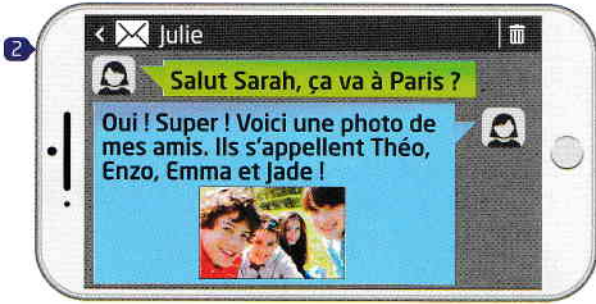 2
< Julie
Salut Sarah, ça va à Paris ?
Oui ! Super ! Voici une photo de
mes amis. Ils s'appellent Théo,
Enzo, Emma et Jade !